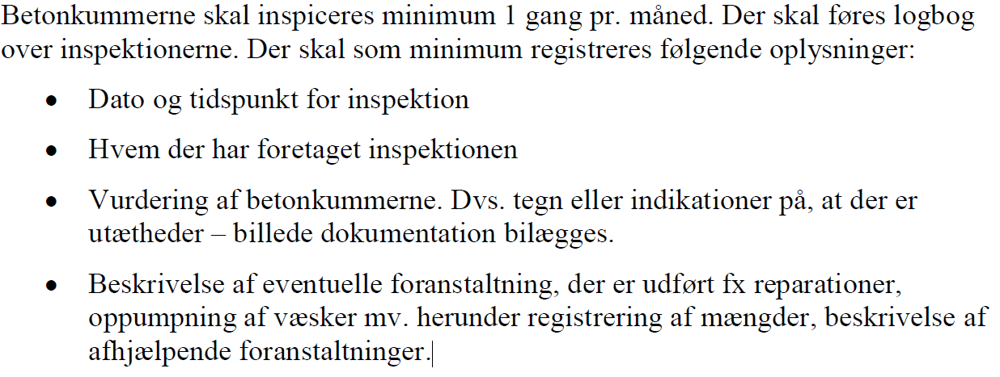 Betonkummerne skal inspiceres minimum 1 gang pr. måned. Der skal føres logbog
over inspektionerne. Der skal som minimum registreres følgende oplysninger:
• Dato og tidspunkt for inspektion
• Hvem der har foretaget inspektionen
• Vurdering af betonkummerne. Dvs. tegn eller indikationer på, at der er
utætheder – billede dokumentation bilægges.
• Beskrivelse af eventuelle foranstaltning, der er udført fx reparationer,
oppumpning af væsker mv. herunder registrering af mængder, beskrivelse af
afhjælpende foranstaltninger.